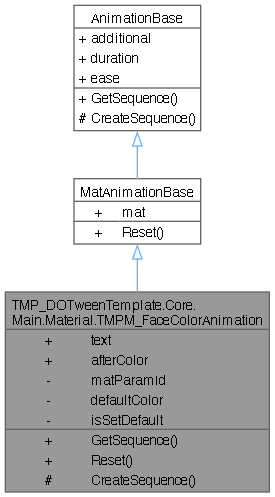 AnimationBase
+ additional
+ duration
+ ease
+ GetSequence()
# CreateSequence()
MatAnimationBase
+ mat
+ Reset()
TMP_DOTweenTemplate.Core.
Main.Material.TMPM_FaceColorAnimation
+ text
+ afterColor
- matParamId
- defaultColor
- isSetDefault
+ GetSequence()
+ Reset()
# CreateSequence()